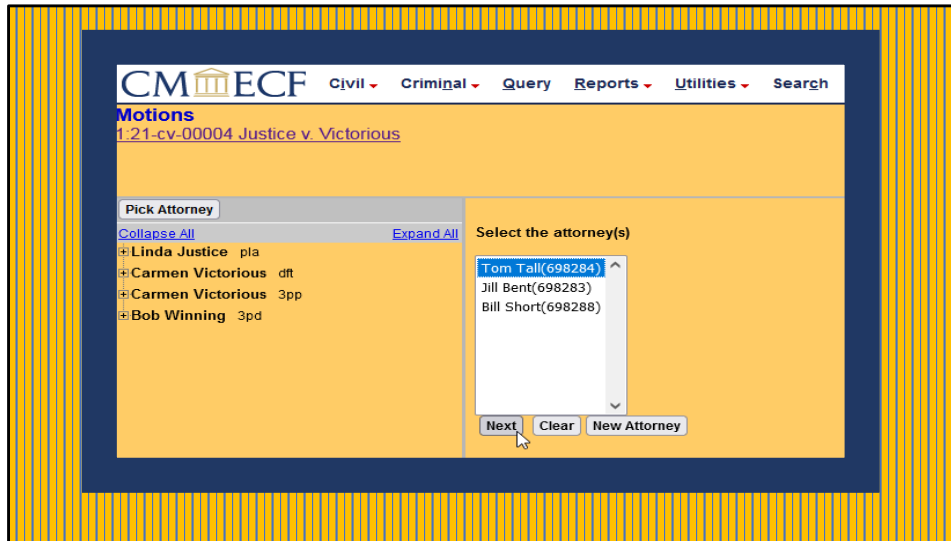 CM ECF Civil Criminal Query Reports Utilities Search
Motions
1:21-cv-00004 Justice v. Victorious
Pick Attorney
Collapse All Expand All
Linda Justice pla
Carmen Victorious dft
Carmen Victorious 3pp
Bob Winning 3pd
Select the attorney(s)
Tom Tall(698284)
Jill Bent(698283)
Bill Short(698288)
Next Clear New Attorney